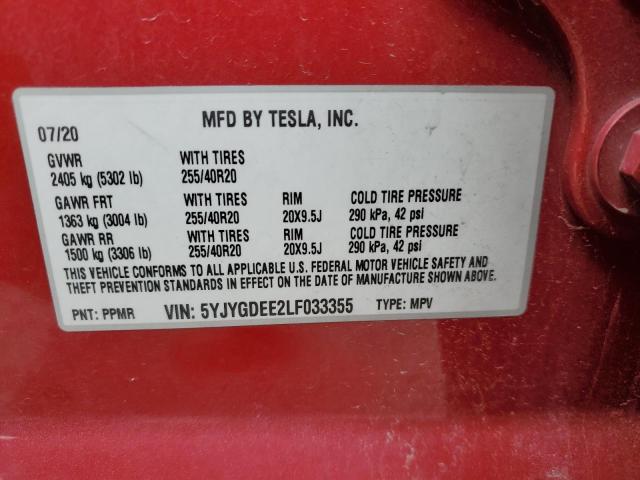 MFD BY TESLA, INC.
07/20
GVWR WITH TIRES
2405 kg (5302 lb) 255/40R20
GAWR FRT WITH TIRES RIM COLD TIRE PRESSURE
1363 kg (3004 lb) 255/40R20 20X9.5J 290 kPa, 42 psi
GAWR RR WITH TIRES RIM COLD TIRE PRESSURE
1500 kg (3306 lb) 255/40R20 20X9.5J 290 kPa, 42 psi
THIS VEHICLE CONFORMS TO ALL APPLICABLE U.S. FEDERAL MOTOR VEHICLE SAFETY AND
THEFT PREVENTION STANDARDS IN EFFECT ON THE DATE OF MANUFACTURE SHOWN ABOVE.
PNT: PPMR VIN: 5YJYGDEE2LF033355 TYPE: MPV